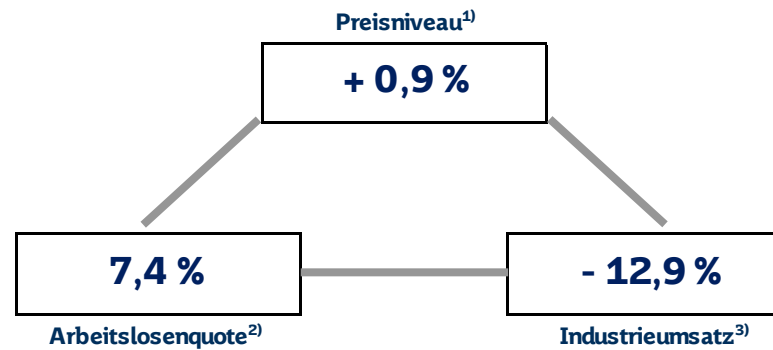 Preisniveau¹⁾
+ 0,9 %
7,4 %
- 12,9 %
Arbeitslosenquote²⁾
Industrieumsatz³⁾